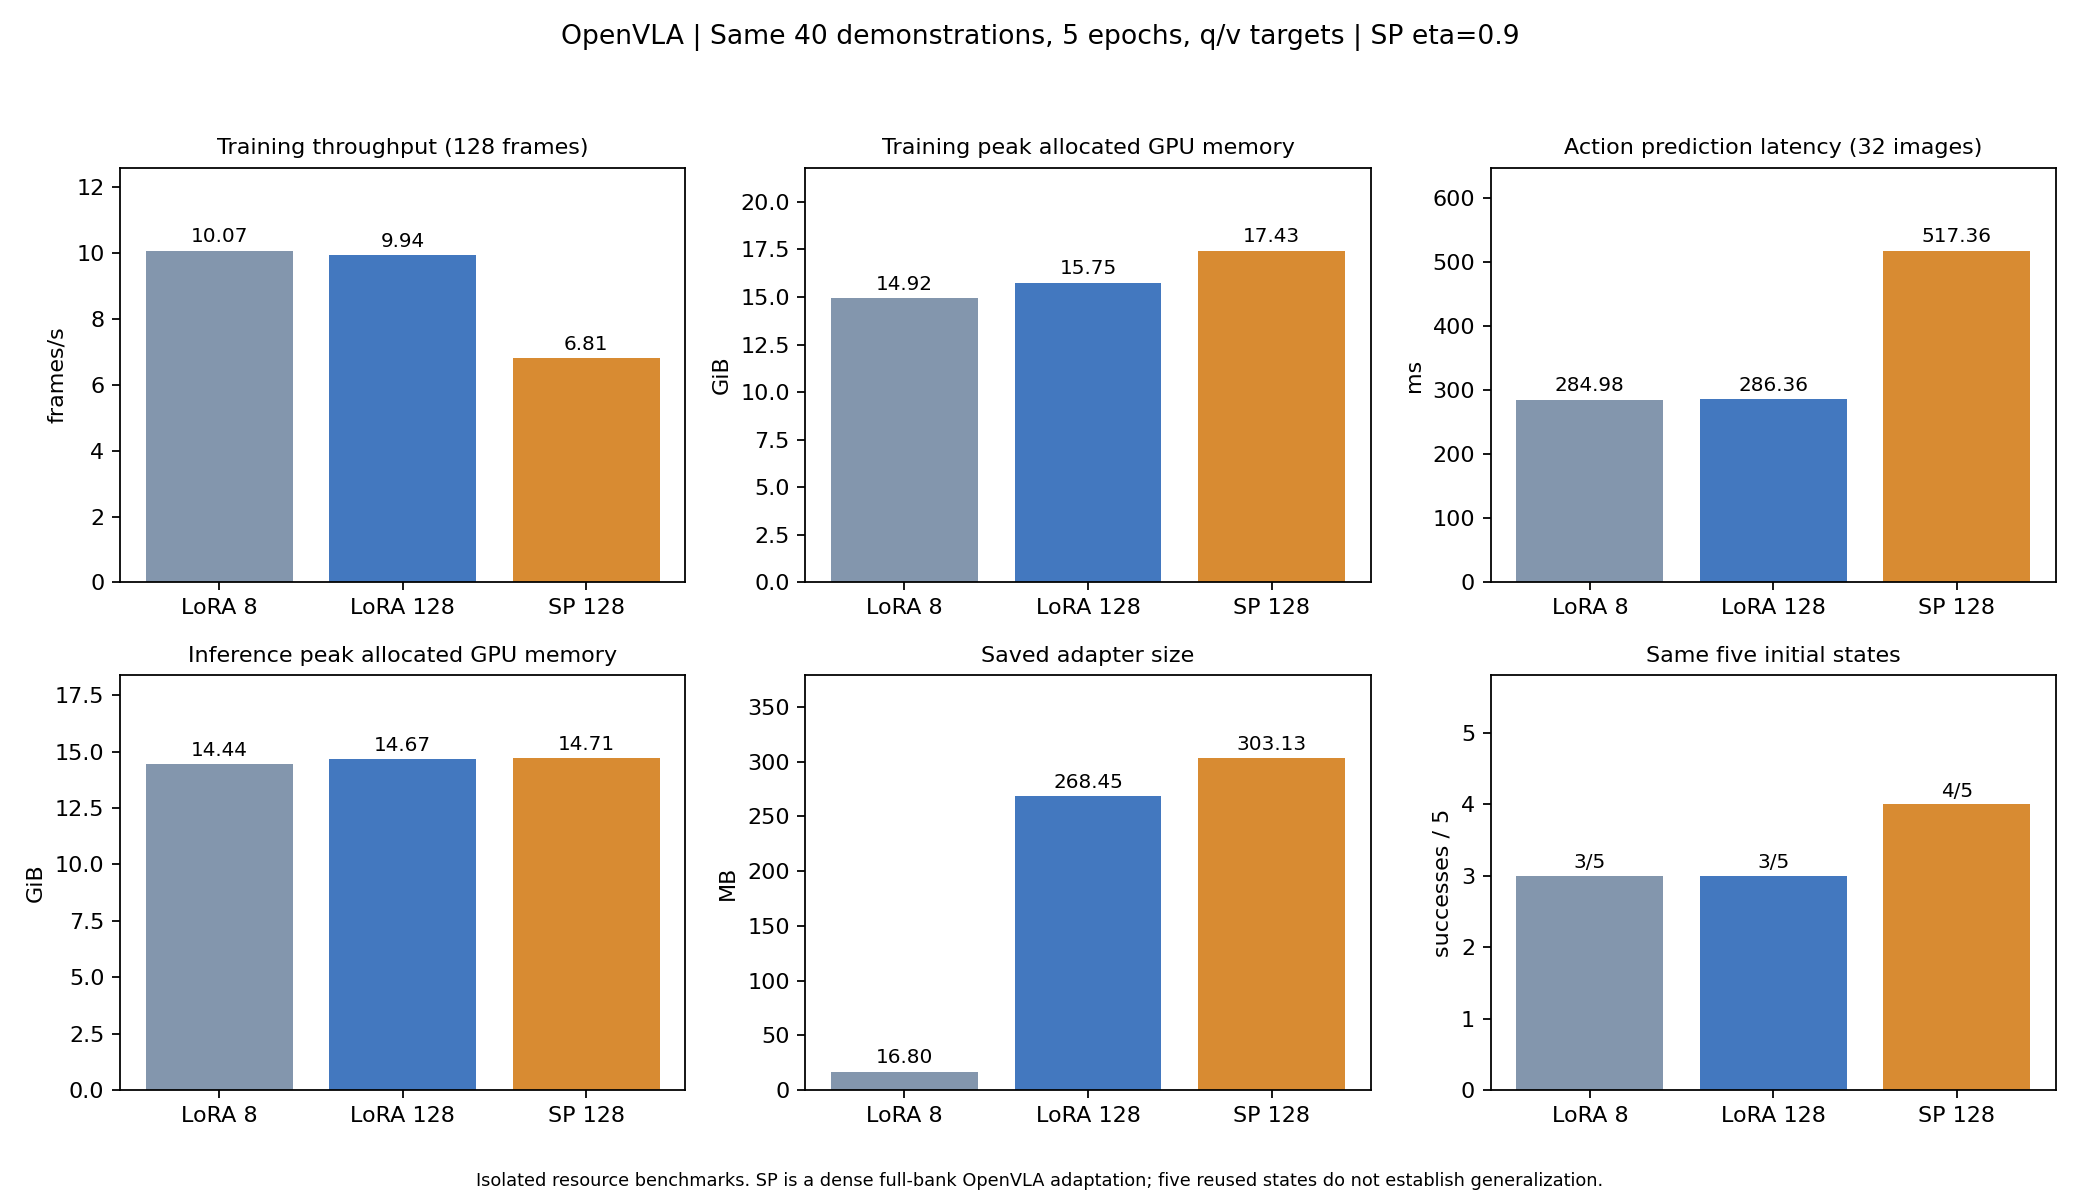 OpenVLA | Same 40 demonstrations, 5 epochs, q/v targets | SP eta=0.9
Training throughput (128 frames)
frames/s
12
10
8
6
4
2
0
10.07
9.94
6.81
LoRA 8
LoRA 128
SP 128
Training peak allocated GPU memory
GiB
20.0
17.5
15.0
12.5
10.0
7.5
5.0
2.5
0.0
14.92
15.75
17.43
LoRA 8
LoRA 128
SP 128
Action prediction latency (32 images)
ms
600
500
400
300
200
100
0
284.98
286.36
517.36
LoRA 8
LoRA 128
SP 128
Inference peak allocated GPU memory
GiB
17.5
15.0
12.5
10.0
7.5
5.0
2.5
0.0
14.44
14.67
14.71
LoRA 8
LoRA 128
SP 128
Saved adapter size
MB
350
300
250
200
150
100
50
0
16.80
268.45
303.13
LoRA 8
LoRA 128
SP 128
Same five initial states
successes / 5
5
4
3
2
1
0
3/5
3/5
4/5
LoRA 8
LoRA 128
SP 128
Isolated resource benchmarks. SP is a dense full-bank OpenVLA adaptation; five reused states do not establish generalization.